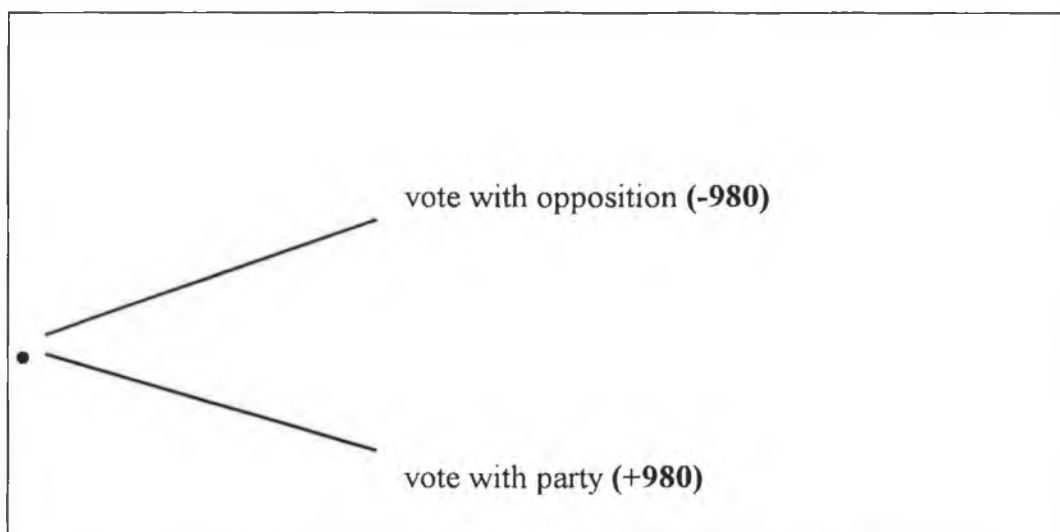 vote with opposition (-980)
vote with party (+980)